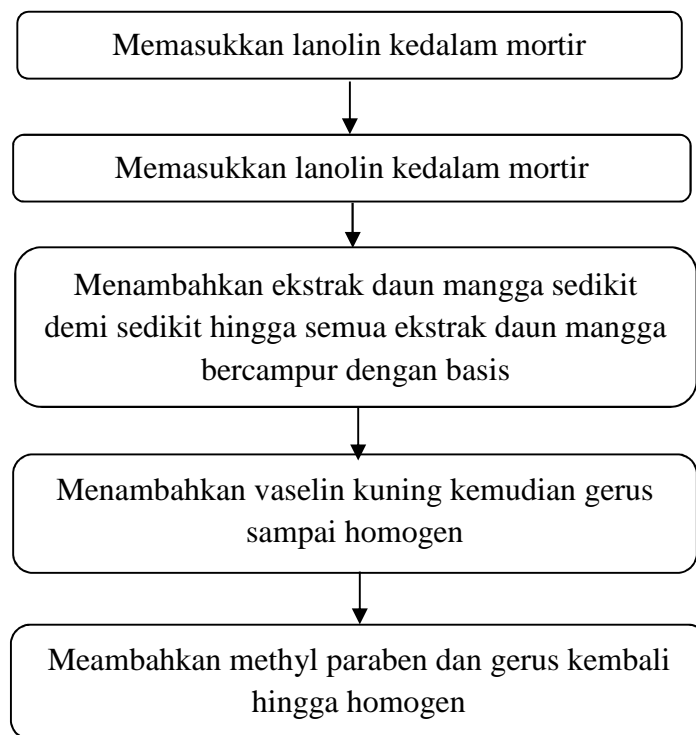 Memasukkan lanolin kedalam mortir
Memasukkan lanolin kedalam mortir
Menambahkan ekstrak daun mangga sedikit
demi sedikit hingga semua ekstrak daun mangga
bercampur dengan basis
Menambahkan vaselin kuning kemudian gerus
sampai homogen
Meambahkan methyl paraben dan gerus kembali
hingga homogen